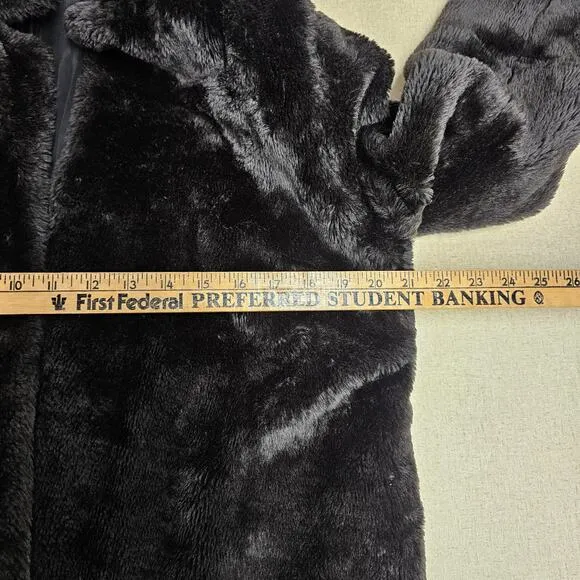 10 11 12 13 14 15 16 17 18 19 20 21 22 23 24 25 26
First Federal PREFERRED STUDENT BANKING